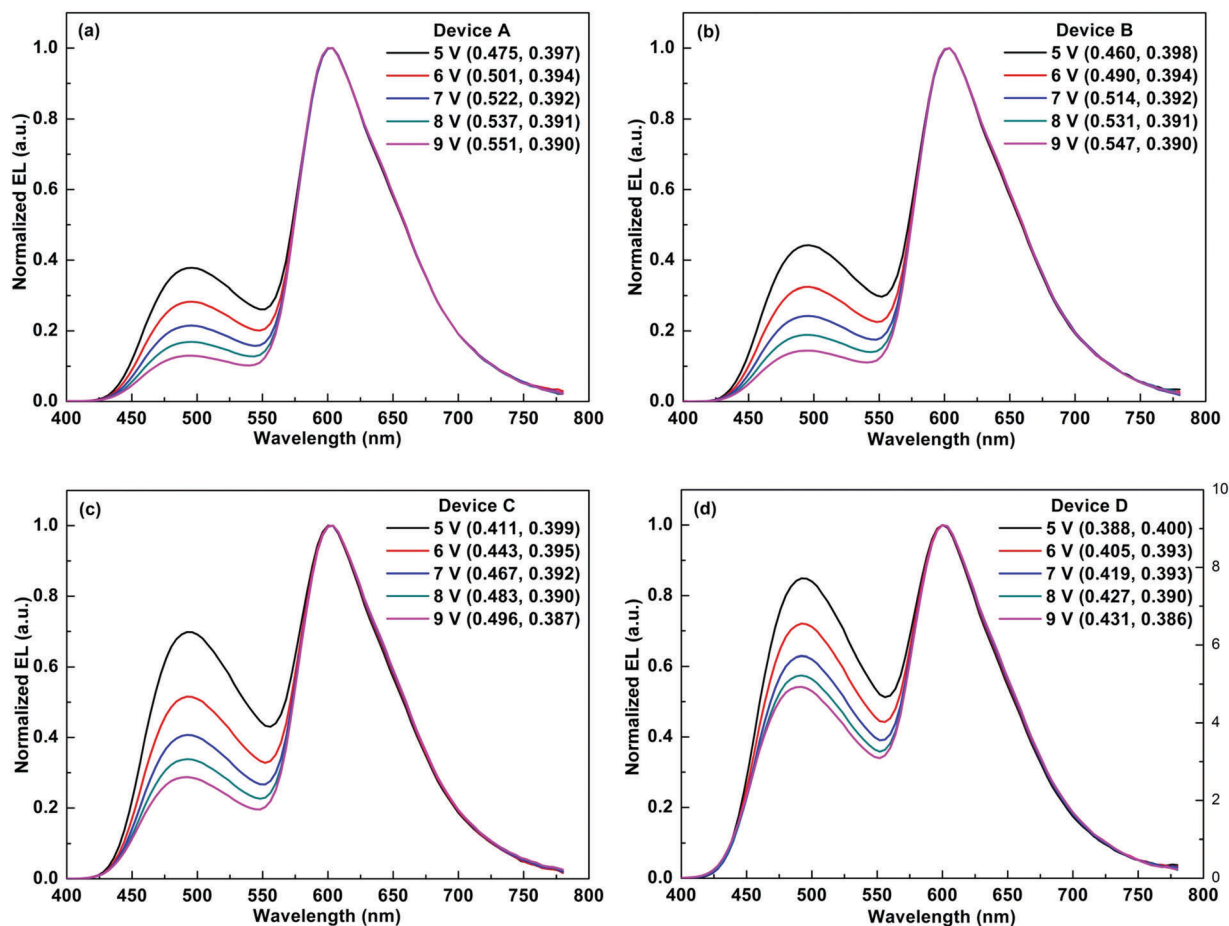 (a)
Device A
5 V (0.475, 0.397)
6 V (0.501, 0.394)
7 V (0.522, 0.392)
8 V (0.537, 0.391)
9 V (0.551, 0.390)
Normalized EL (a.u.)
1.0
0.8
0.6
0.4
0.2
0.0
400 450 500 550 600 650 700 750 800
Wavelength (nm)
(b)
Device B
5 V (0.460, 0.398)
6 V (0.490, 0.394)
7 V (0.514, 0.392)
8 V (0.531, 0.391)
9 V (0.547, 0.390)
Normalized EL (a.u.)
1.0
0.8
0.6
0.4
0.2
0.0
400 450 500 550 600 650 700 750 800
Wavelength (nm)
(c)
Device C
5 V (0.411, 0.399)
6 V (0.443, 0.395)
7 V (0.467, 0.392)
8 V (0.483, 0.390)
9 V (0.496, 0.387)
Normalized EL (a.u.)
1.0
0.8
0.6
0.4
0.2
0.0
400 450 500 550 600 650 700 750 800
Wavelength (nm)
(d)
Device D
5 V (0.388, 0.400)
6 V (0.405, 0.393)
7 V (0.419, 0.393)
8 V (0.427, 0.390)
9 V (0.431, 0.386)
Normalized EL (a.u.)
1.0
0.8
0.6
0.4
0.2
0.0
10
8
6
4
2
0
400 450 500 550 600 650 700 750 800
Wavelength (nm)